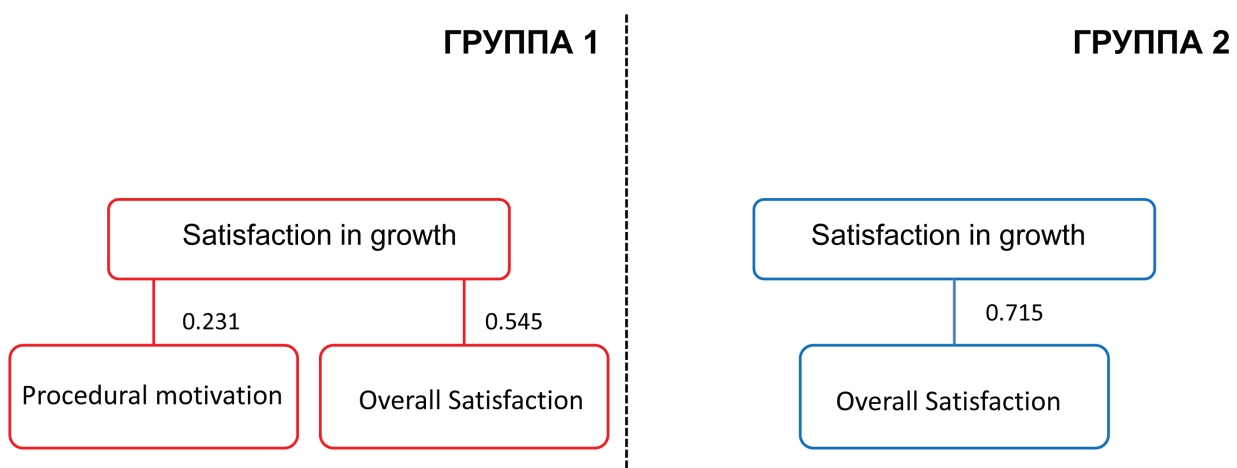 ГРУППА 1
Satisfaction in growth
0.231
0.545
Procedural motivation
Overall Satisfaction
ГРУППА 2
Satisfaction in growth
0.715
Overall Satisfaction